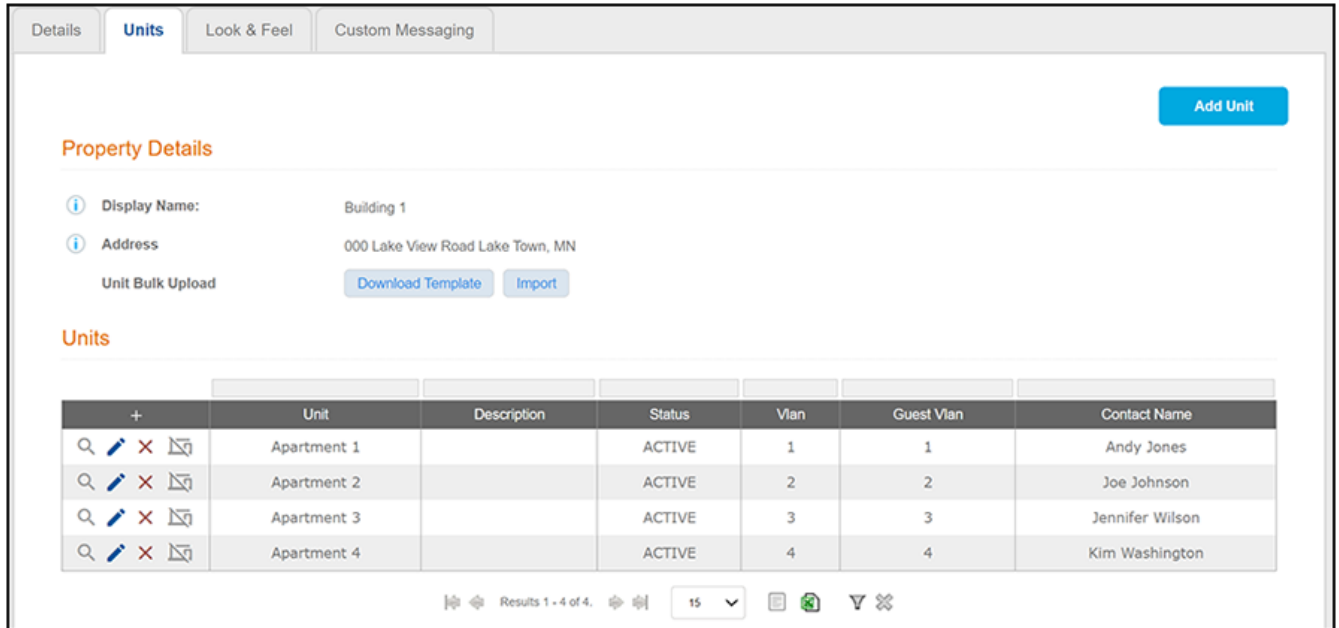 Details Units Look & Feel Custom Messaging
Add Unit
Property Details
Display Name: Building 1
Address 000 Lake View Road Lake Town, MN
Unit Bulk Upload Download Template Import
Units
+ Unit Description Status Vlan Guest Vlan Contact Name
Apartment 1 ACTIVE 1 1 Andy Jones
Apartment 2 ACTIVE 2 2 Joe Johnson
Apartment 3 ACTIVE 3 3 Jennifer Wilson
Apartment 4 ACTIVE 4 4 Kim Washington
Results 1 - 4 of 4. 15